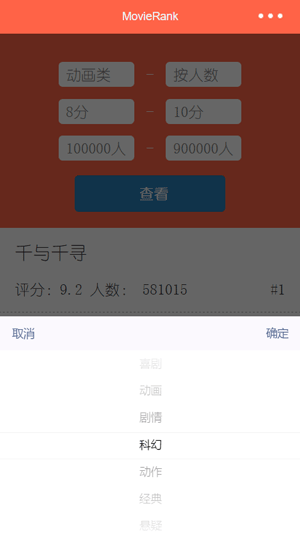 MovieRank
动画类 - 按人数
8分 - 10分
100000人 - 900000人
查看
千与千寻
评分: 9.2 人数: 581015 #1
取消 确定
喜剧
动画
剧情
科幻
动作
经典
悬疑